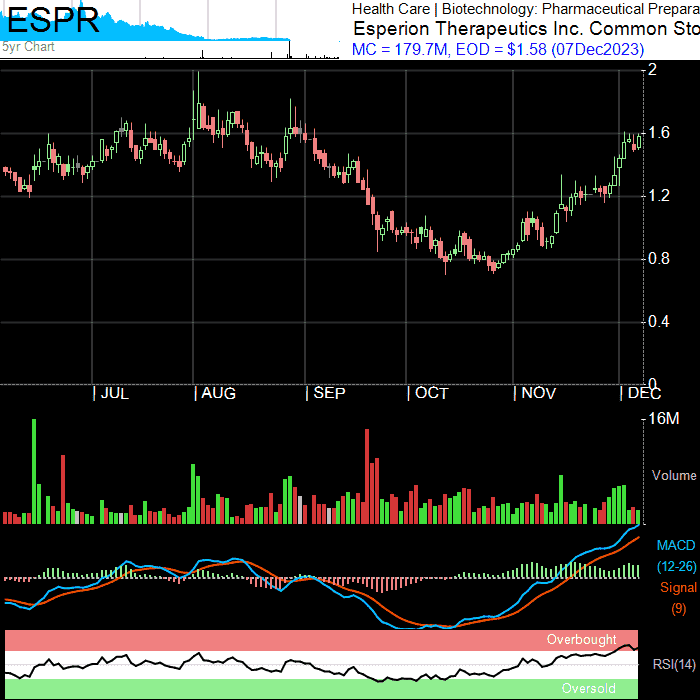 ESPR
5yr Chart
Health Care | Biotechnology: Pharmaceutical Prepara
Esperion Therapeutics Inc. Common Sto
MC = 179.7M, EOD = $1.58 (07Dec2023)
2
1.6
1.2
0.8
0.4
0
| JUL | AUG | SEP | OCT | NOV | DEC
16M
Volume
MACD
(12-26)
Signal
(9)
Overbought
RSI(14)
Oversold